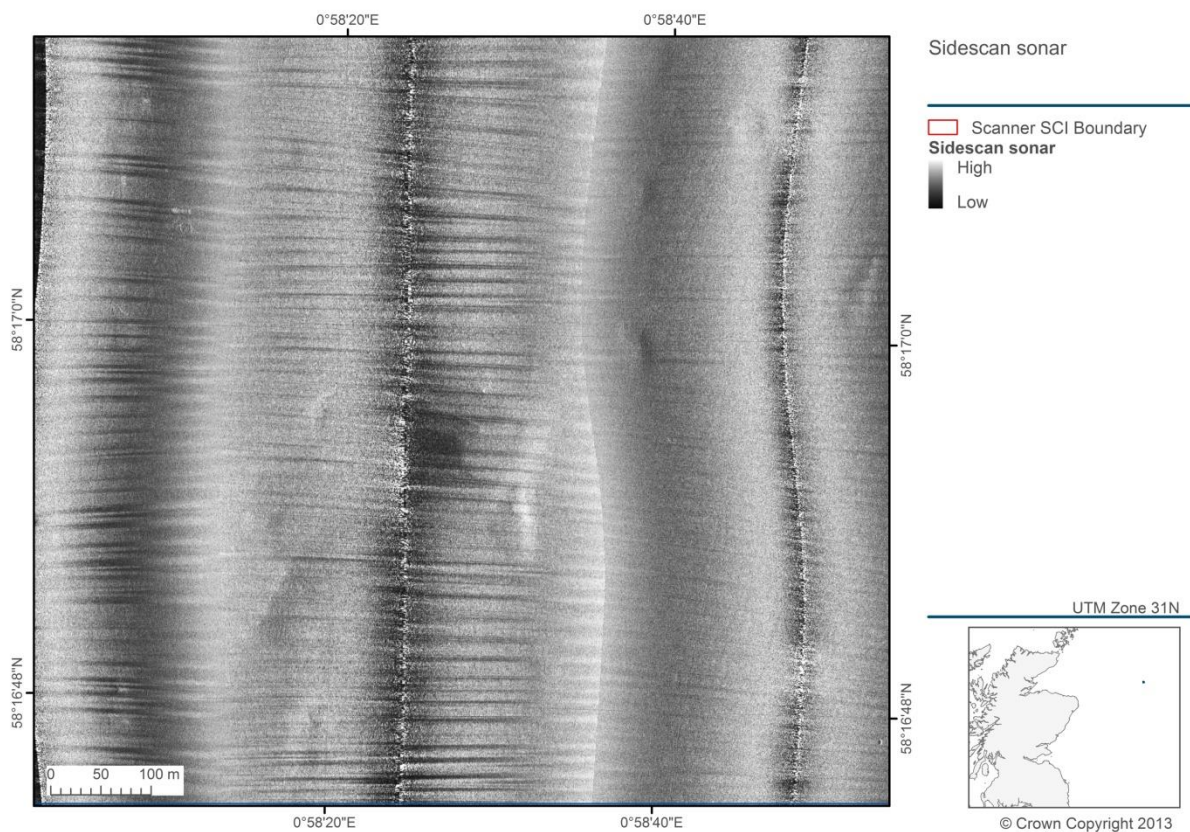 0°58'20"E
0°58'40"E
58°17'0"N
58°17'0"N
58°16'48"N
58°16'48"N
0 50 100 m
0°58'20"E
0°58'40"E
Sidescan sonar
Scanner SCI Boundary
Sidescan sonar
High
Low
UTM Zone 31N
© Crown Copyright 2013